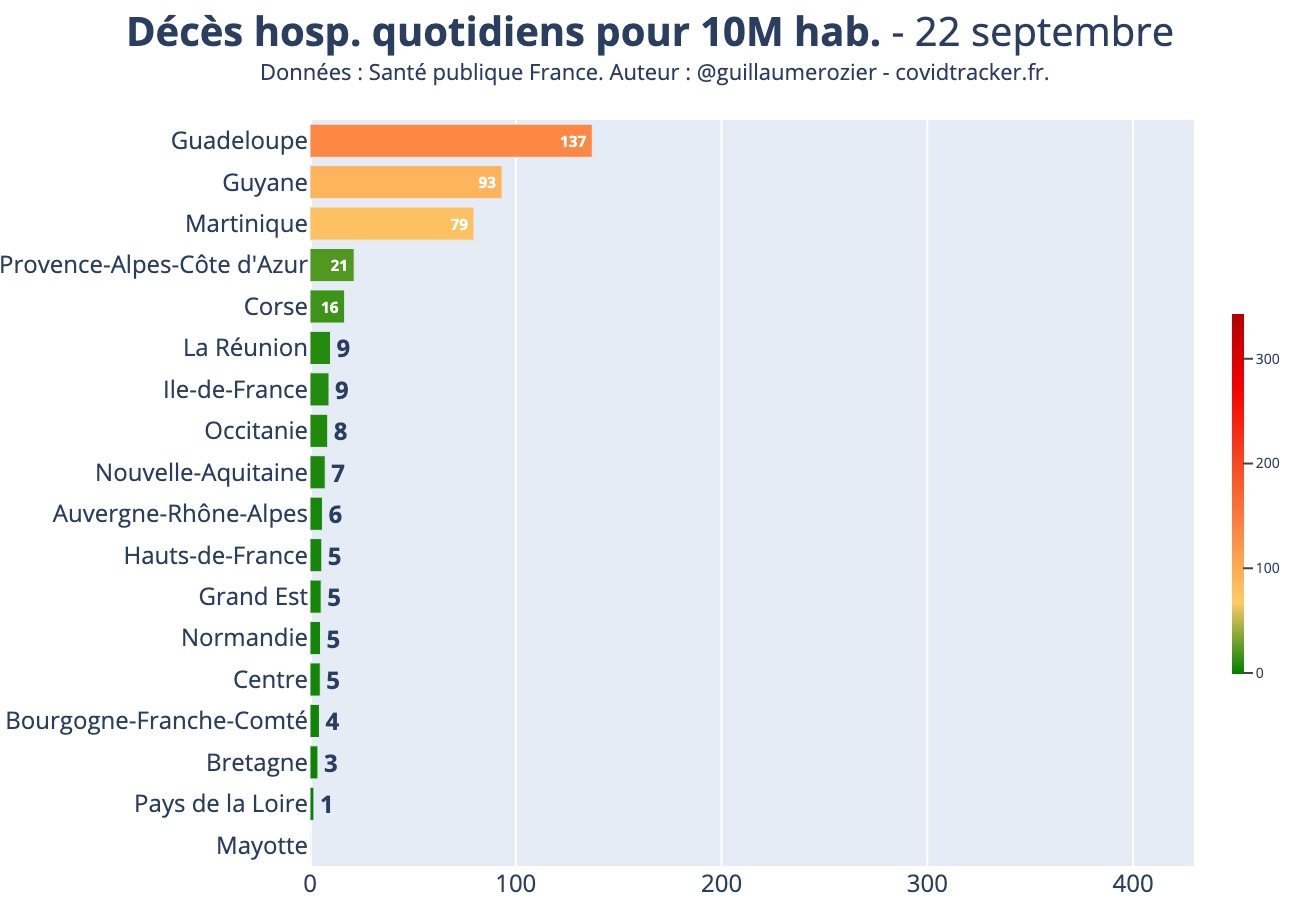 Décès hosp. quotidiens pour 10M hab. - 22 septembre
Données : Santé publique France. Auteur : @guillaumerozier - covidtracker.fr.
Guadeloupe 137
Guyane 93
Martinique 79
Provence-Alpes-Côte d'Azur 21
Corse 16
La Réunion 9
Ile-de-France 9
Occitanie 8
Nouvelle-Aquitaine 7
Auvergne-Rhône-Alpes 6
Hauts-de-France 5
Grand Est 5
Normandie 5
Centre 5
Bourgogne-Franche-Comté 4
Bretagne 3
Pays de la Loire 1
Mayotte
0 100 200 300 400
300
200
100
0